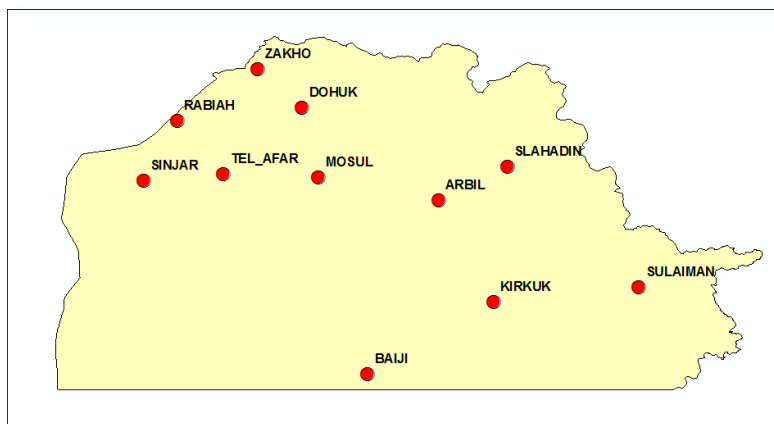 ZAKHO
DOHUK
RABIAH
SLAHADIN
TEL_AFAR
MOSUL
SINJAR
ARBIL
SULAIMAN
KIRKUK
BAIJI